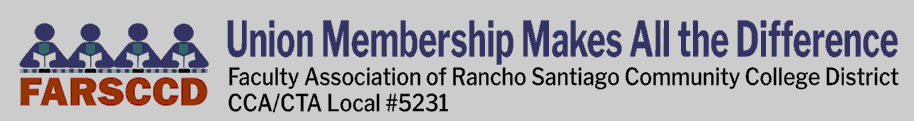 Union Membership Makes All the Difference
FARSCCD
Faculty Association of Rancho Santiago Community College District
CCA/CTA Local #5231